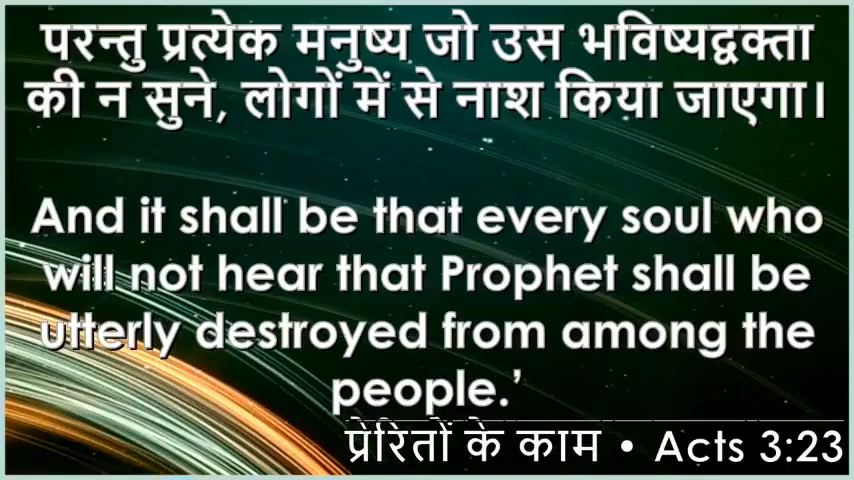 परन्तु प्रत्येक मनुष्य जो उस भविष्यद्वक्ता
की न सुने, लोगों में से नाश किया जाएगा।
And it shall be that every soul who
will not hear that Prophet shall be
utterly destroyed from among the
people.’
प्रेरितों के काम • Acts 3:23